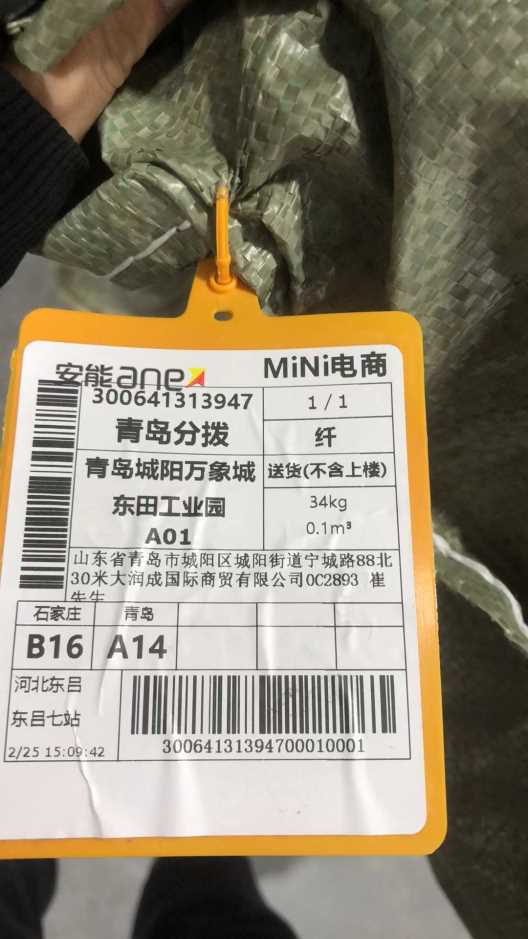 安能ane
MiNi电商
300641313947
1 / 1
青岛分拨
纤
青岛城阳万象城
送货(不含上楼)
东田工业园
34kg
A01
0.1m³
山东省青岛市城阳区城阳街道宁城路88北
30米大润成国际商贸有限公司0C2893 崔
先生
石家庄 青岛
B16 A14
河北东吕
东吕七站
2/25 15:09:42
30064131394700010001